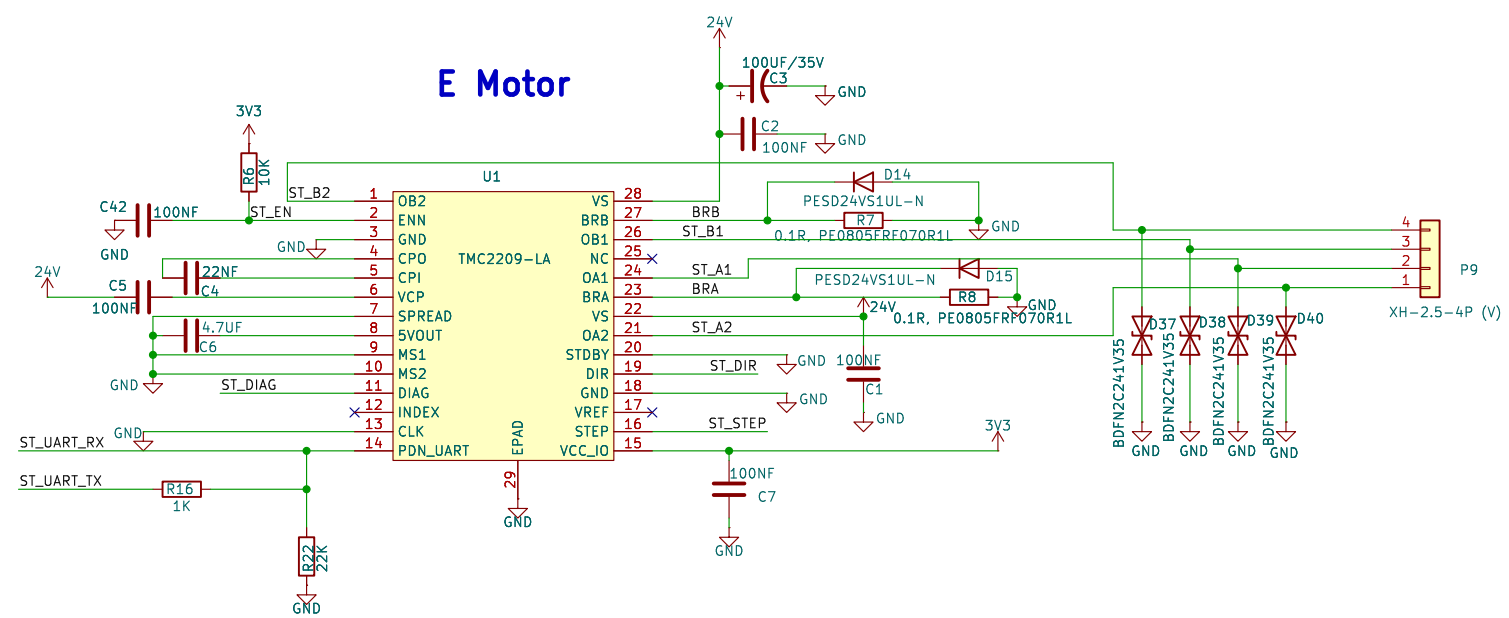 24V
100UF/35V
C3
+
GND
E Motor
3V3
C2
100NF
GND
R6
10K
U1
ST_B2
1
OB2
VS
28
D14
PESD24VS1UL-N
C42
100NF
ST_EN
2
ENN
BRB
27
BRB
R7
GND
4
GND
GND
3
GND
OB1
26
ST_B1
0.1R, PE0805FRF070R1L
3
4
CPO
TMC2209-LA
NC
25
24V
22NF
C4
5
CPI
OA1
24
ST_A1
PESD24VS1UL-N
D15
2
P9
C5
100NF
6
VCP
BRA
23
BRA
R8
GND
1
24V
0.1R, PE0805FRF070R1L
XH-2.5-4P (V)
7
SPREAD
VS
22
D37
D38
D39
D40
4.7UF
C6
8
5VOUT
OA2
21
ST_A2
BDFN2C241V35
BDFN2C241V35
BDFN2C241V35
BDFN2C241V35
9
MS1
STDBY
20
GND
100NF
C1
10
MS2
DIR
19
ST_DIR
GND
ST_DIAG
11
DIAG
GND
18
GND
12
INDEX
VREF
17
GND
GND
13
CLK
EPAD
STEP
16
ST_STEP
3V3
ST_UART_RX
14
PDN_UART
VCC_IO
15
GND
GND
GND
GND
ST_UART_TX
R16
1K
29
GND
100NF
C7
GND
R22
22K
GND